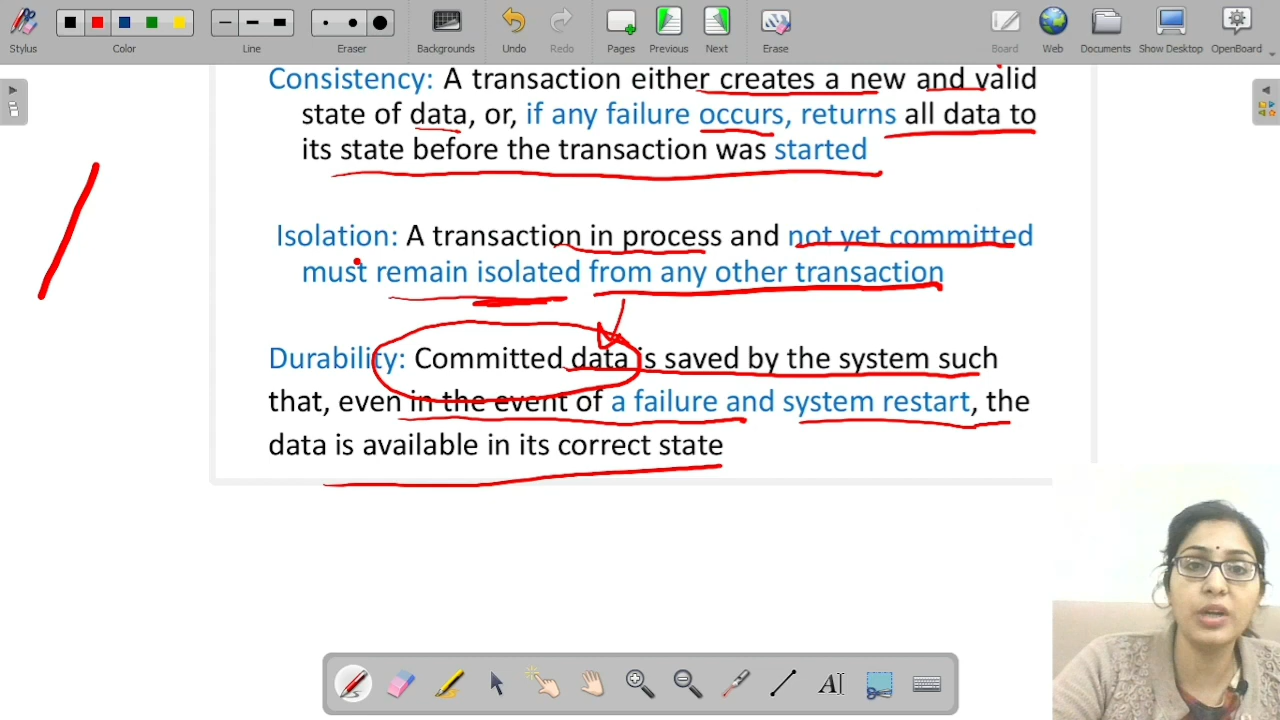 Stylus
Color
Line
Eraser
Backgrounds
Undo
Redo
Pages
Previous
Next
Erase
Board
Web
Documents
Show Desktop
OpenBoard
Consistency: A transaction either creates a new and valid
state of data, or, if any failure occurs, returns all data to
its state before the transaction was started
Isolation: A transaction in process and not yet committed
must remain isolated from any other transaction
Durability: Committed data is saved by the system such
that, even in the event of a failure and system restart, the
data is available in its correct state